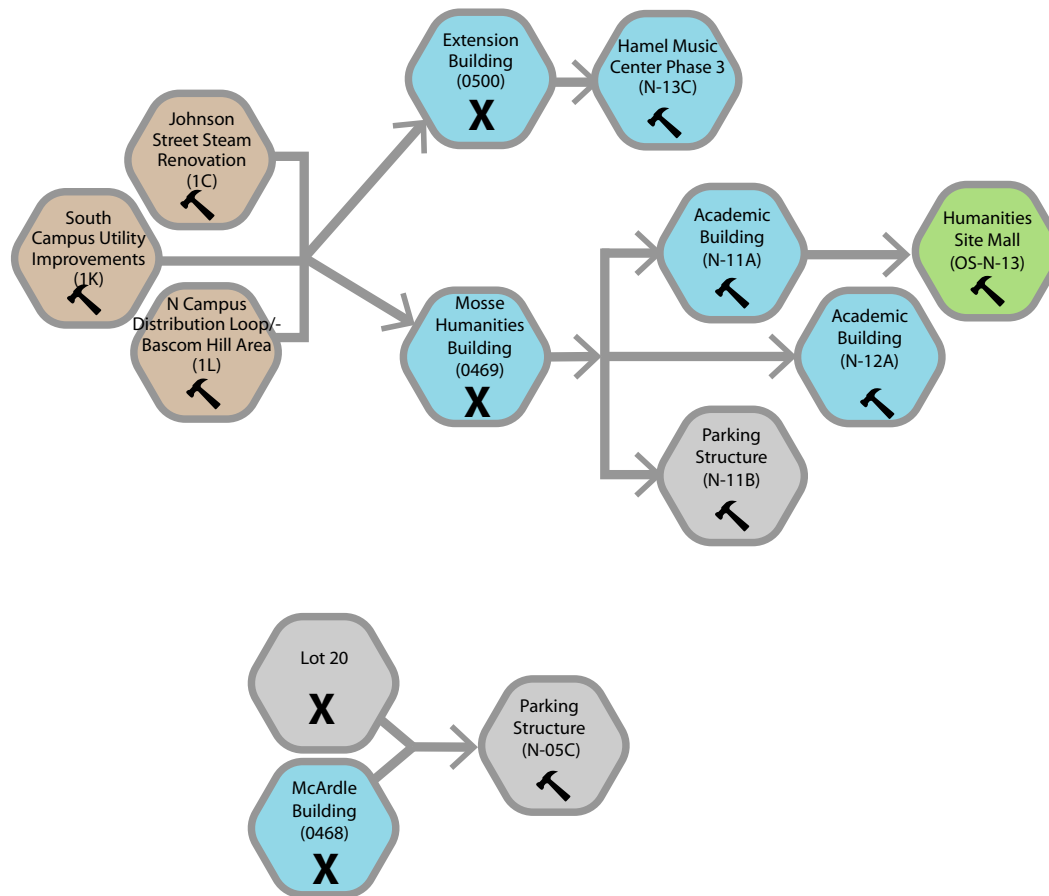 Extension
Building
(0500)
X
Hamel Music
Center Phase 3
(N-13C)
Johnson
Street Steam
Renovation
(1C)
South
Campus Utility
Improvements
(1K)
N Campus
Distribution Loop/-
Bascom Hill Area
(1L)
Mosse
Humanities
Building
(0469)
X
Academic
Building
(N-11A)
Humanities
Site Mall
(OS-N-13)
Academic
Building
(N-12A)
Parking
Structure
(N-11B)
Lot 20
X
McArdle
Building
(0468)
X
Parking
Structure
(N-05C)